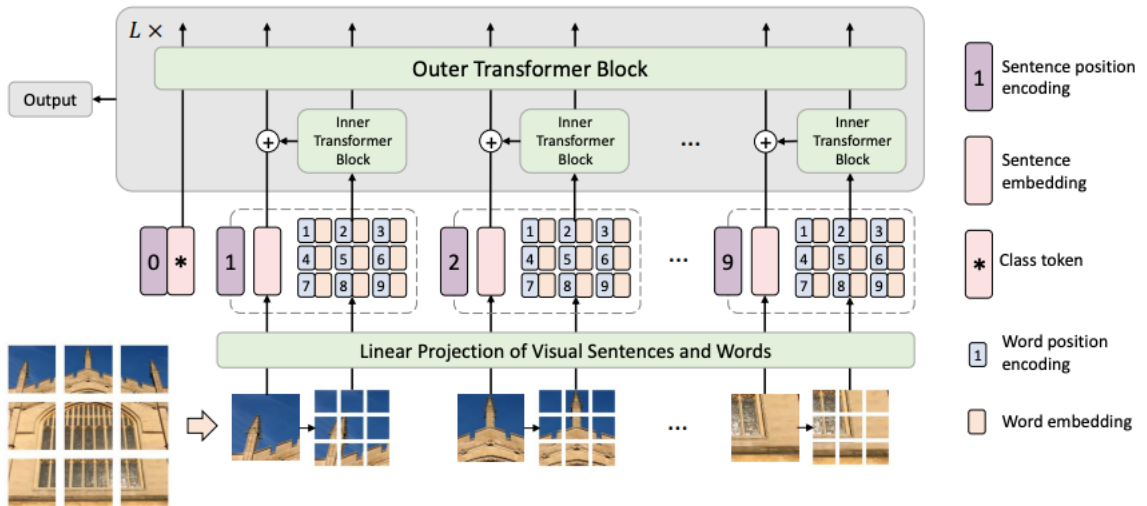 L ×
Outer Transformer Block
Output
Inner
Transformer
Block
+
Inner
Transformer
Block
+
...
Inner
Transformer
Block
+
0 *
1
1 2 3
4 5 6
7 8 9
2
1 2 3
4 5 6
7 8 9
...
9
1 2 3
4 5 6
7 8 9
Linear Projection of Visual Sentences and Words
...
1
Sentence position
encoding
Sentence
embedding
*
Class token
1
Word position
encoding
Word embedding